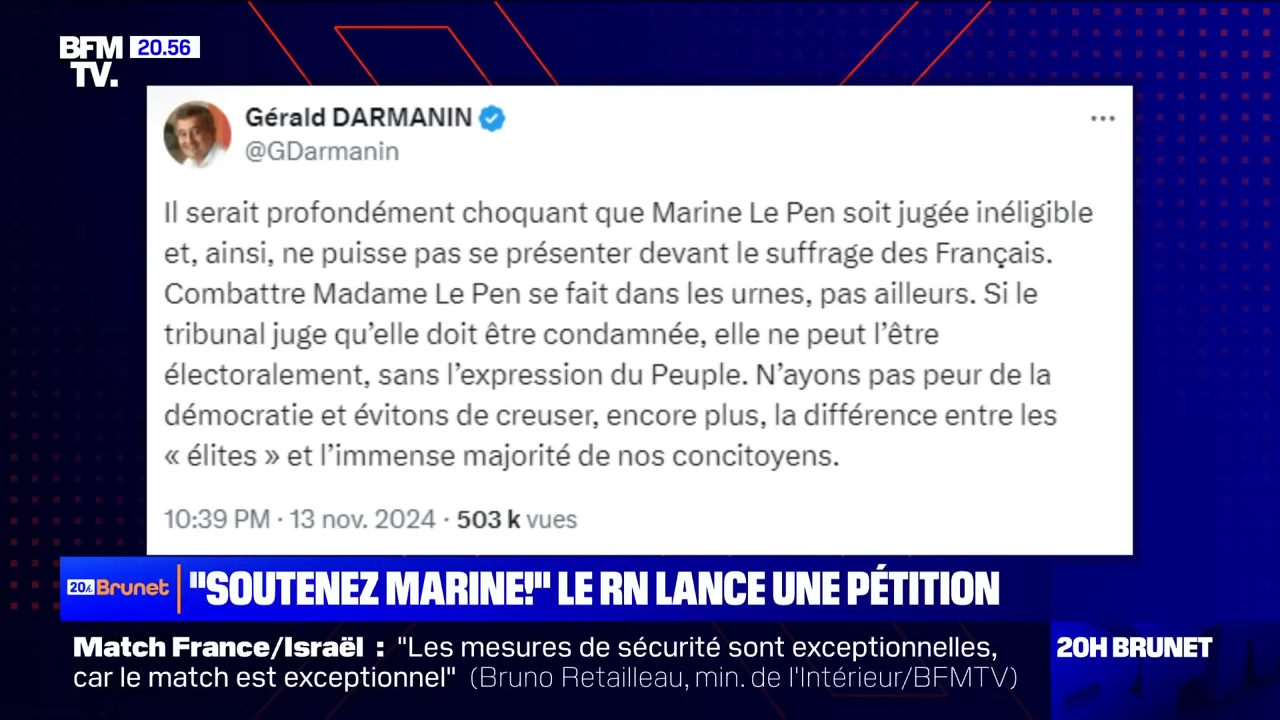 BFM
TV.
20.56
Gérald DARMANIN
@GDarmanin
Il serait profondément choquant que Marine Le Pen soit jugée inéligible
et, ainsi, ne puisse pas se présenter devant le suffrage des Français.
Combattre Madame Le Pen se fait dans les urnes, pas ailleurs. Si le
tribunal juge qu’elle doit être condamnée, elle ne peut l’être
électoralement, sans l’expression du Peuple. N’ayons pas peur de la
démocratie et évitons de creuser, encore plus, la différence entre les
« élites » et l’immense majorité de nos concitoyens.
10:39 PM · 13 nov. 2024 · 503 k vues
20h Brunet
"SOUTENEZ MARINE!" LE RN LANCE UNE PÉTITION
Match France/Israël : "Les mesures de sécurité sont exceptionnelles,
car le match est exceptionnel" (Bruno Retailleau, min. de l'Intérieur/BFMTV)
20H BRUNET